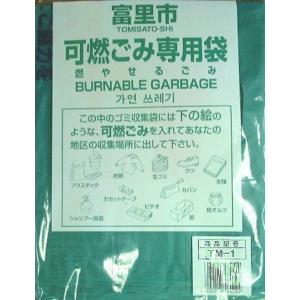 富里市
TOMISATO-SHI
可燃ごみ専用袋
燃やせるごみ
BURNABLE GARBAGE
가연 쓰레기
この中のゴミ収集袋には下の絵の
ような、可燃ごみを入れてあなたの
地区の収集場所に出して下さい。
プラスチック
衣類
生ゴミ
クツ
木類
シャンプー容器
カセットテープ
ビデオ
カバン
紙
紙オムツ
商品記号
TM-1